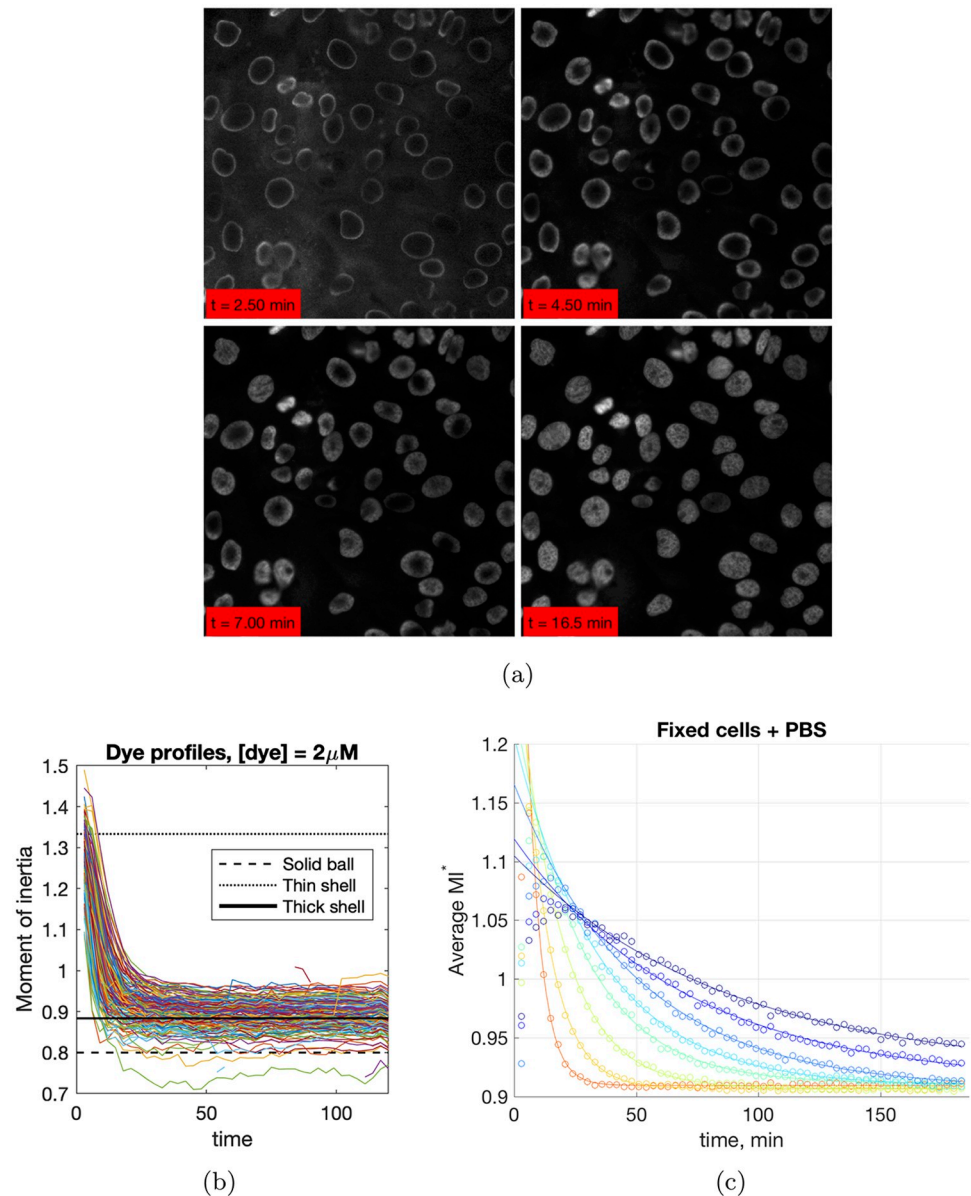 t = 2.50 min
t = 4.50 min
t = 7.00 min
t = 16.5 min
(a)
Dye profiles, [dye] = 2μM
1.5
1.4
1.3
1.2
1.1
1
0.9
0.8
0.7
Moment of inertia
Solid ball
Thin shell
Thick shell
0
50
100
time
(b)
Fixed cells + PBS
1.2
1.15
1.1
1.05
1
0.95
0.9
Average MI*
0
50
100
150
time, min
(c)